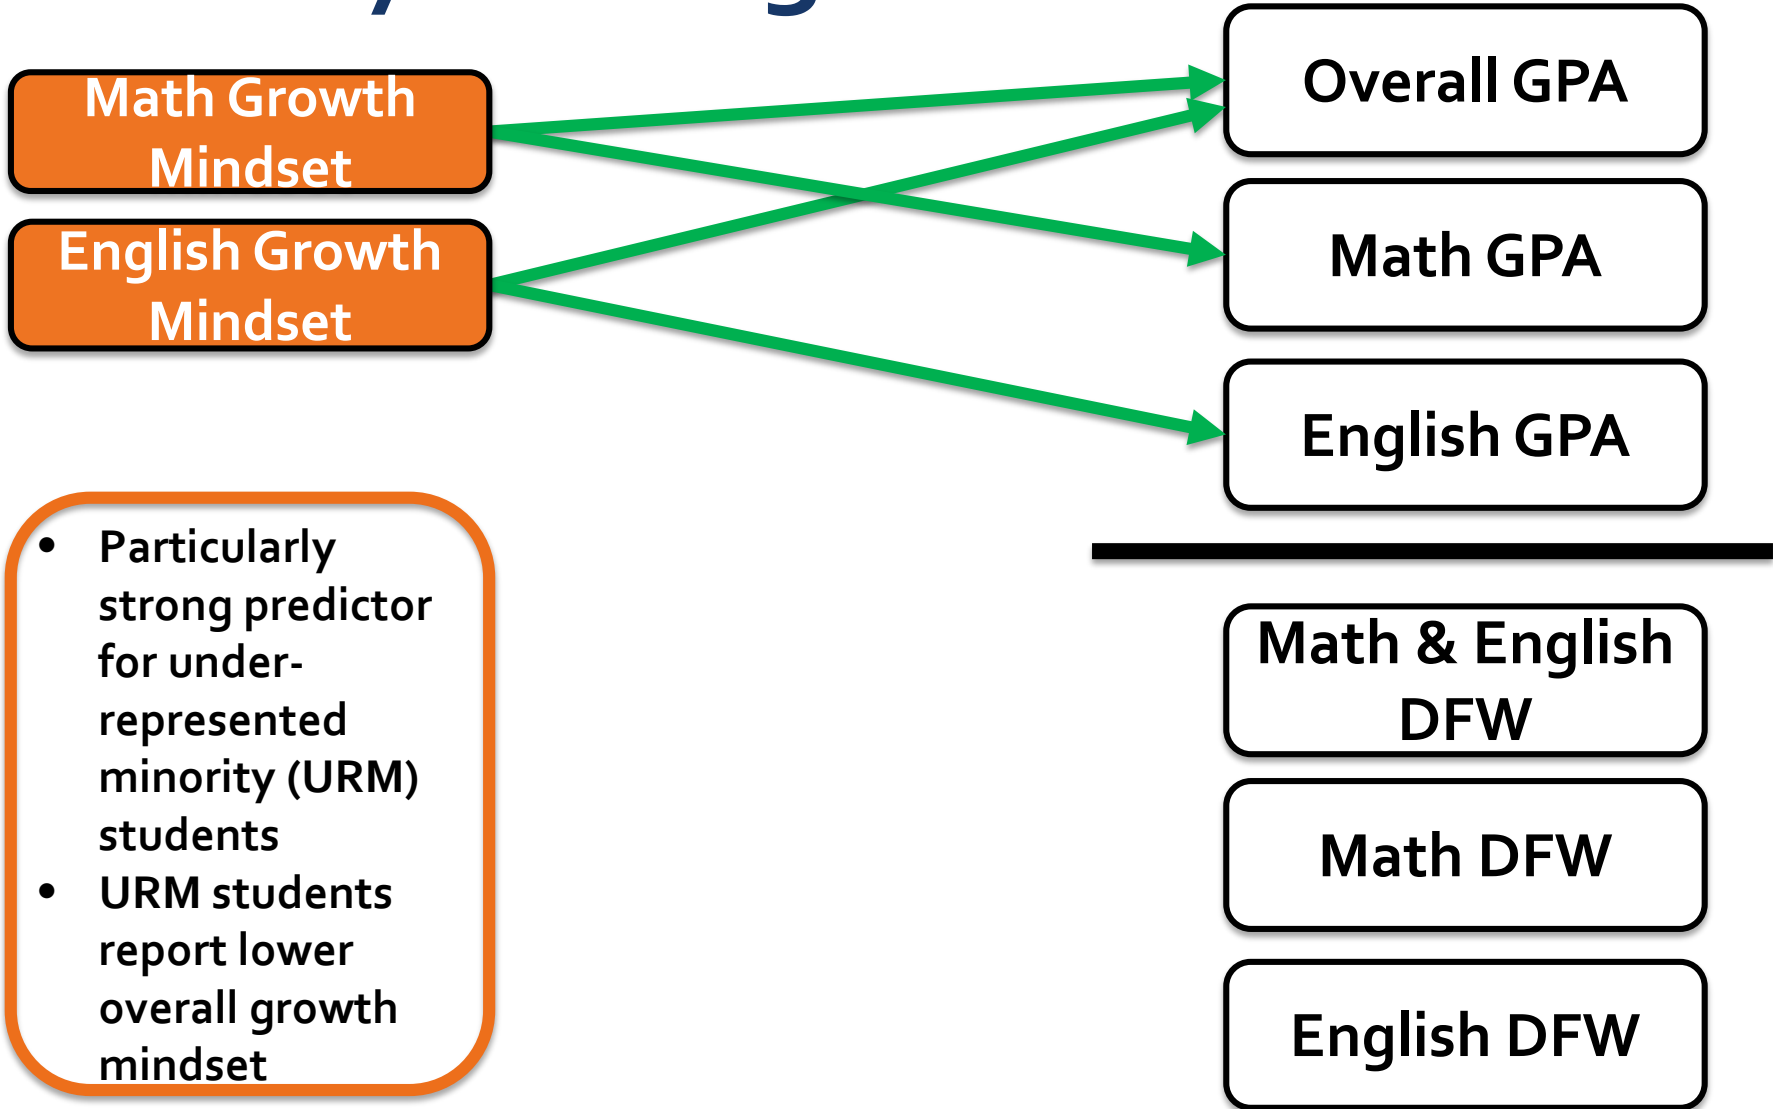 Math Growth
Mindset
English Growth
Mindset
• Particularly
strong predictor
for under-
represented
minority (URM)
students
• URM students
report lower
overall growth
mindset
Overall GPA
Math GPA
English GPA
Math & English
DFW
Math DFW
English DFW